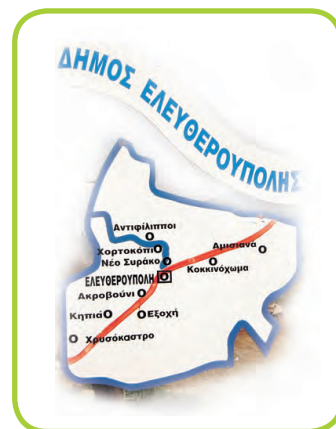 ΔΗΜΟΣ ΕΛΕΥΘΕΡΟΥΠΟΛΗΣ
Αντιφίλιπποι
Χορτοκόπι
Αμισιανά
Νέο Συράκο
Κοκκινόχωμα
ΕΛΕΥΘΕΡΟΥΠΟΛΗ
Ακροβούνι
Κηπιά
Εξοχή
Χρυσόκαστρο